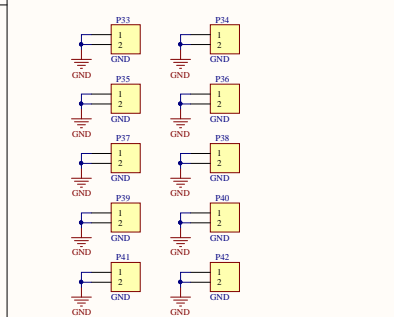 P33 P34
1 1
2 2
GND GND GND GND
P35 P36
1 1
2 2
GND GND GND GND
P37 P38
1 1
2 2
GND GND GND GND
P39 P40
1 1
2 2
GND GND GND GND
P41 P42
1 1
2 2
GND GND GND GND